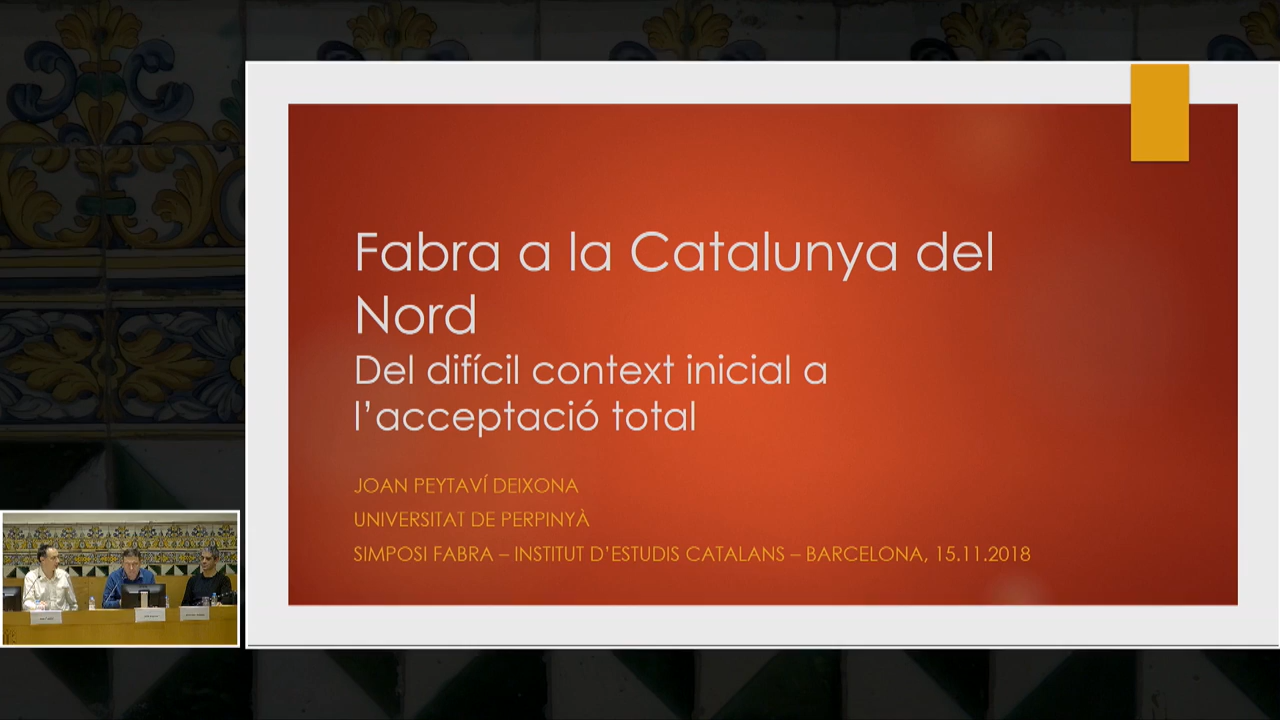 Fabra a la Catalunya del
Nord
Del difícil context inicial a
l'acceptació total
JOAN PEYTAVÍ DEIXONA
UNIVERSITAT DE PERPINYÀ
SIMPOSI FABRA – INSTITUT D'ESTUDIS CATALANS – BARCELONA, 15.11.2018